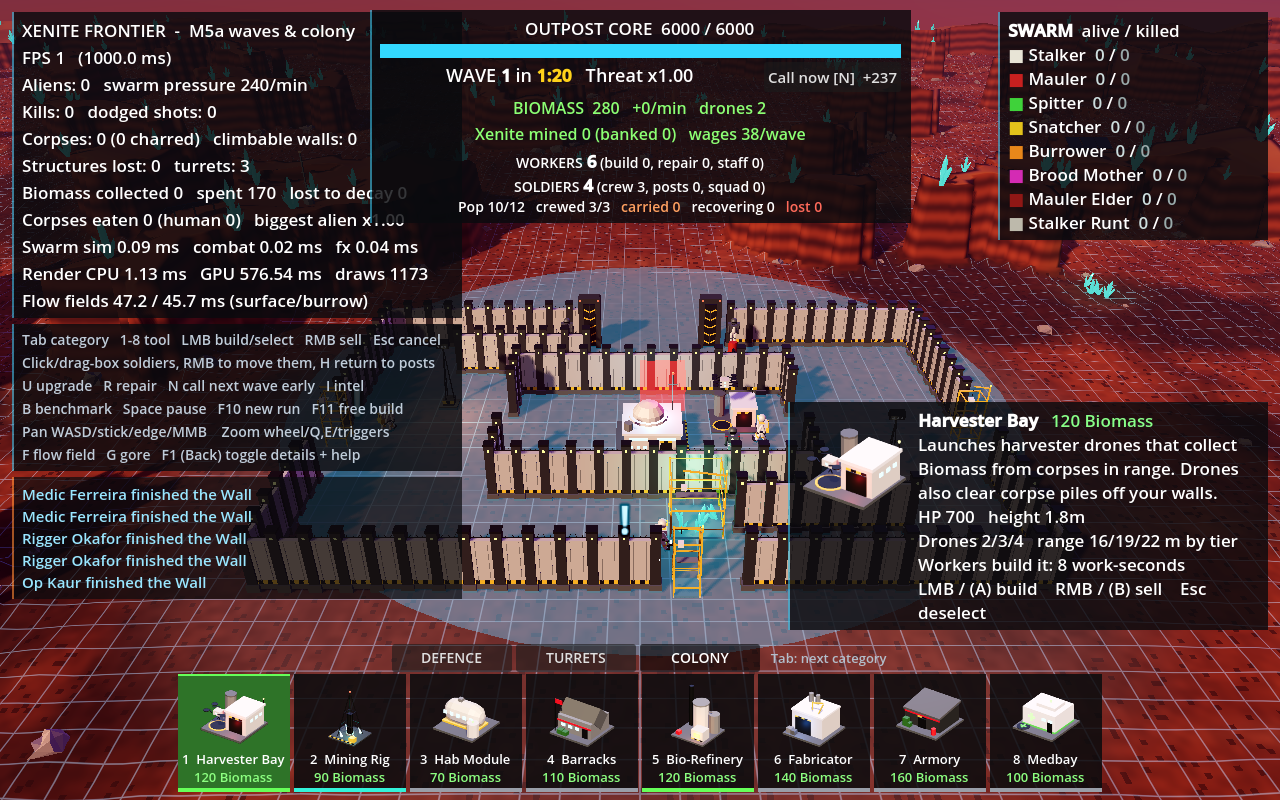 XENITE FRONTIER - M5a waves & colony
FPS 1 (1000.0 ms)
Aliens: 0 swarm pressure 240/min
Kills: 0 dodged shots: 0
Corpses: 0 (0 charred) climbable walls: 0
Structures lost: 0 turrets: 3
Biomass collected 0 spent 170 lost to decay 0
Corpses eaten 0 (human 0) biggest alien x1.00
Swarm sim 0.09 ms combat 0.02 ms fx 0.04 ms
Render CPU 1.13 ms GPU 576.54 ms draws 1173
Flow fields 47.2 / 45.7 ms (surface/burrow)
OUTPOST CORE 6000 / 6000
WAVE 1 in 1:20 Threat x1.00 Call now [N] +237
BIOMASS 280 +0/min drones 2
Xenite mined 0 (banked 0) wages 38/wave
WORKERS 6 (build 0, repair 0, staff 0)
SOLDIERS 4 (crew 3, posts 0, squad 0)
Pop 10/12 crewed 3/3 carried 0 recovering 0 lost 0
SWARM alive / killed
Stalker 0 / 0
Mauler 0 / 0
Spitter 0 / 0
Snatcher 0 / 0
Burrower 0 / 0
Brood Mother 0 / 0
Mauler Elder 0 / 0
Stalker Runt 0 / 0
Tab category 1-8 tool LMB build/select RMB sell Esc cancel
Click/drag-box soldiers, RMB to move them, H return to posts
U upgrade R repair N call next wave early I intel
B benchmark Space pause F10 new run F11 free build
Pan WASD/stick/edge/MMB Zoom wheel/Q,E/triggers
F flow field G gore F1 (Back) toggle details + help
Medic Ferreira finished the Wall
Medic Ferreira finished the Wall
Rigger Okafor finished the Wall
Rigger Okafor finished the Wall
Op Kaur finished the Wall
Harvester Bay 120 Biomass
Launches harvester drones that collect
Biomass from corpses in range. Drones
also clear corpse piles off your walls.
HP 700 height 1.8m
Drones 2/3/4 range 16/19/22 m by tier
Workers build it: 8 work-seconds
LMB / (A) build RMB / (B) sell Esc
deselect
DEFENCE TURRETS COLONY Tab: next category
1 Harvester Bay 2 Mining Rig 3 Hab Module 4 Barracks 5 Bio-Refinery 6 Fabricator 7 Armory 8 Medbay
120 Biomass 90 Biomass 70 Biomass 110 Biomass 120 Biomass 140 Biomass 160 Biomass 100 Biomass